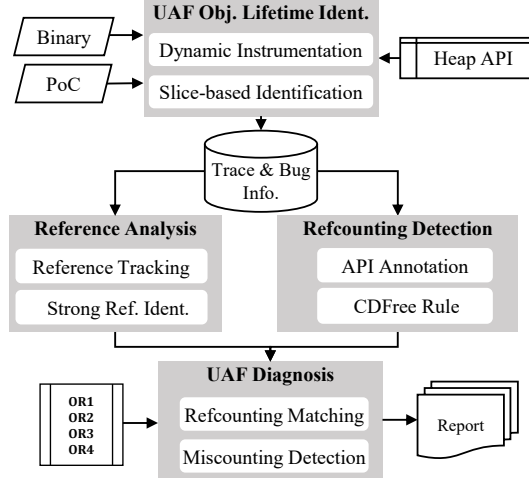 UAF Obj. Lifetime Ident.
Binary
Dynamic Instrumentation
Heap API
PoC
Slice-based Identification
Trace & Bug
Info.
Reference Analysis
Refcounting Detection
Reference Tracking
API Annotation
Strong Ref. Ident.
CDFree Rule
UAF Diagnosis
OR1
OR2
OR3
OR4
Refcounting Matching
Miscounting Detection
Report